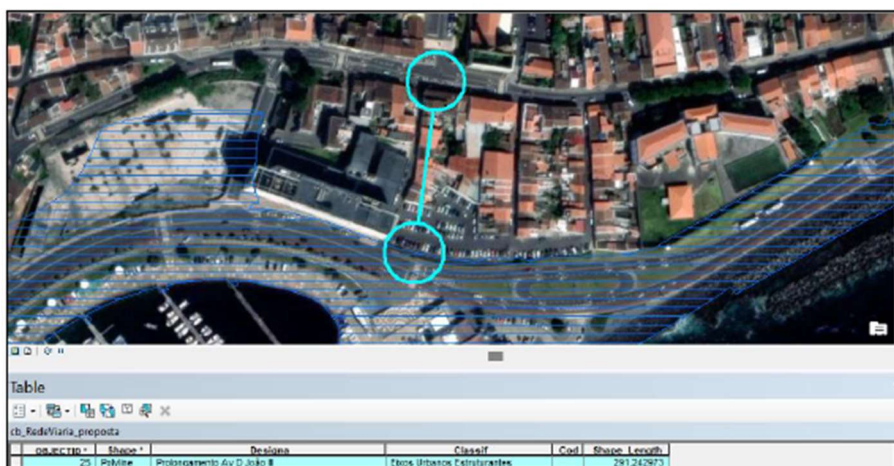 Table
cb_RedeViaria_proposta
OBJECTID * Shape * Designa Classif Cod Shape_Length
25 Polyline Prolongamento Av D João II Eixos Urbanos Estruturantes 291,242973